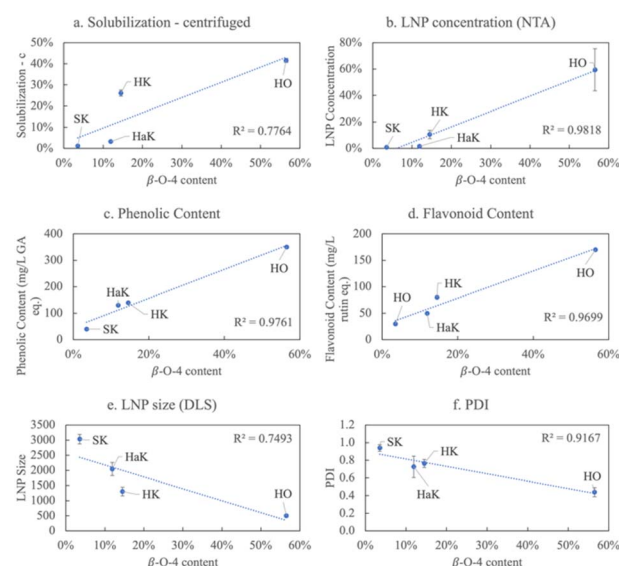 a. Solubilization - centrifuged
50%
40%
30%
20%
10%
0%
Solubilization - c
SK
HK
HaK
HO
R² = 0.7764
0% 10% 20% 30% 40% 50% 60%
β-O-4 content
b. LNP concentration (NTA)
80%
60%
40%
20%
0%
LNP Cconcentration
SK
HK
HaK
HO
R² = 0.9818
0% 10% 20% 30% 40% 50% 60%
β-O-4 content
c. Phenolic Content
400
300
200
100
0
Phenolic Content (mg/L GA
eq.)
SK
HaK
HK
HO
R² = 0.9761
0% 20% 40% 60%
β-O-4 content
d. Flavonoid Content
200
150
100
50
0
Flavonoid Content (mg/L
rutin eq.)
HO
HK
HaK
HO
R² = 0.9699
0% 20% 40% 60%
β-O-4 content
e. LNP size (DLS)
3500
3000
2500
2000
1500
1000
500
0
LNP Size
SK
HaK
HK
HO
R² = 0.7493
0% 10% 20% 30% 40% 50% 60%
β-O-4 content
f. PDI
1.2
1.0
0.8
0.6
0.4
0.2
0.0
PDI
SK
HK
HaK
HO
R² = 0.9167
0% 10% 20% 30% 40% 50% 60%
β-O-4 content